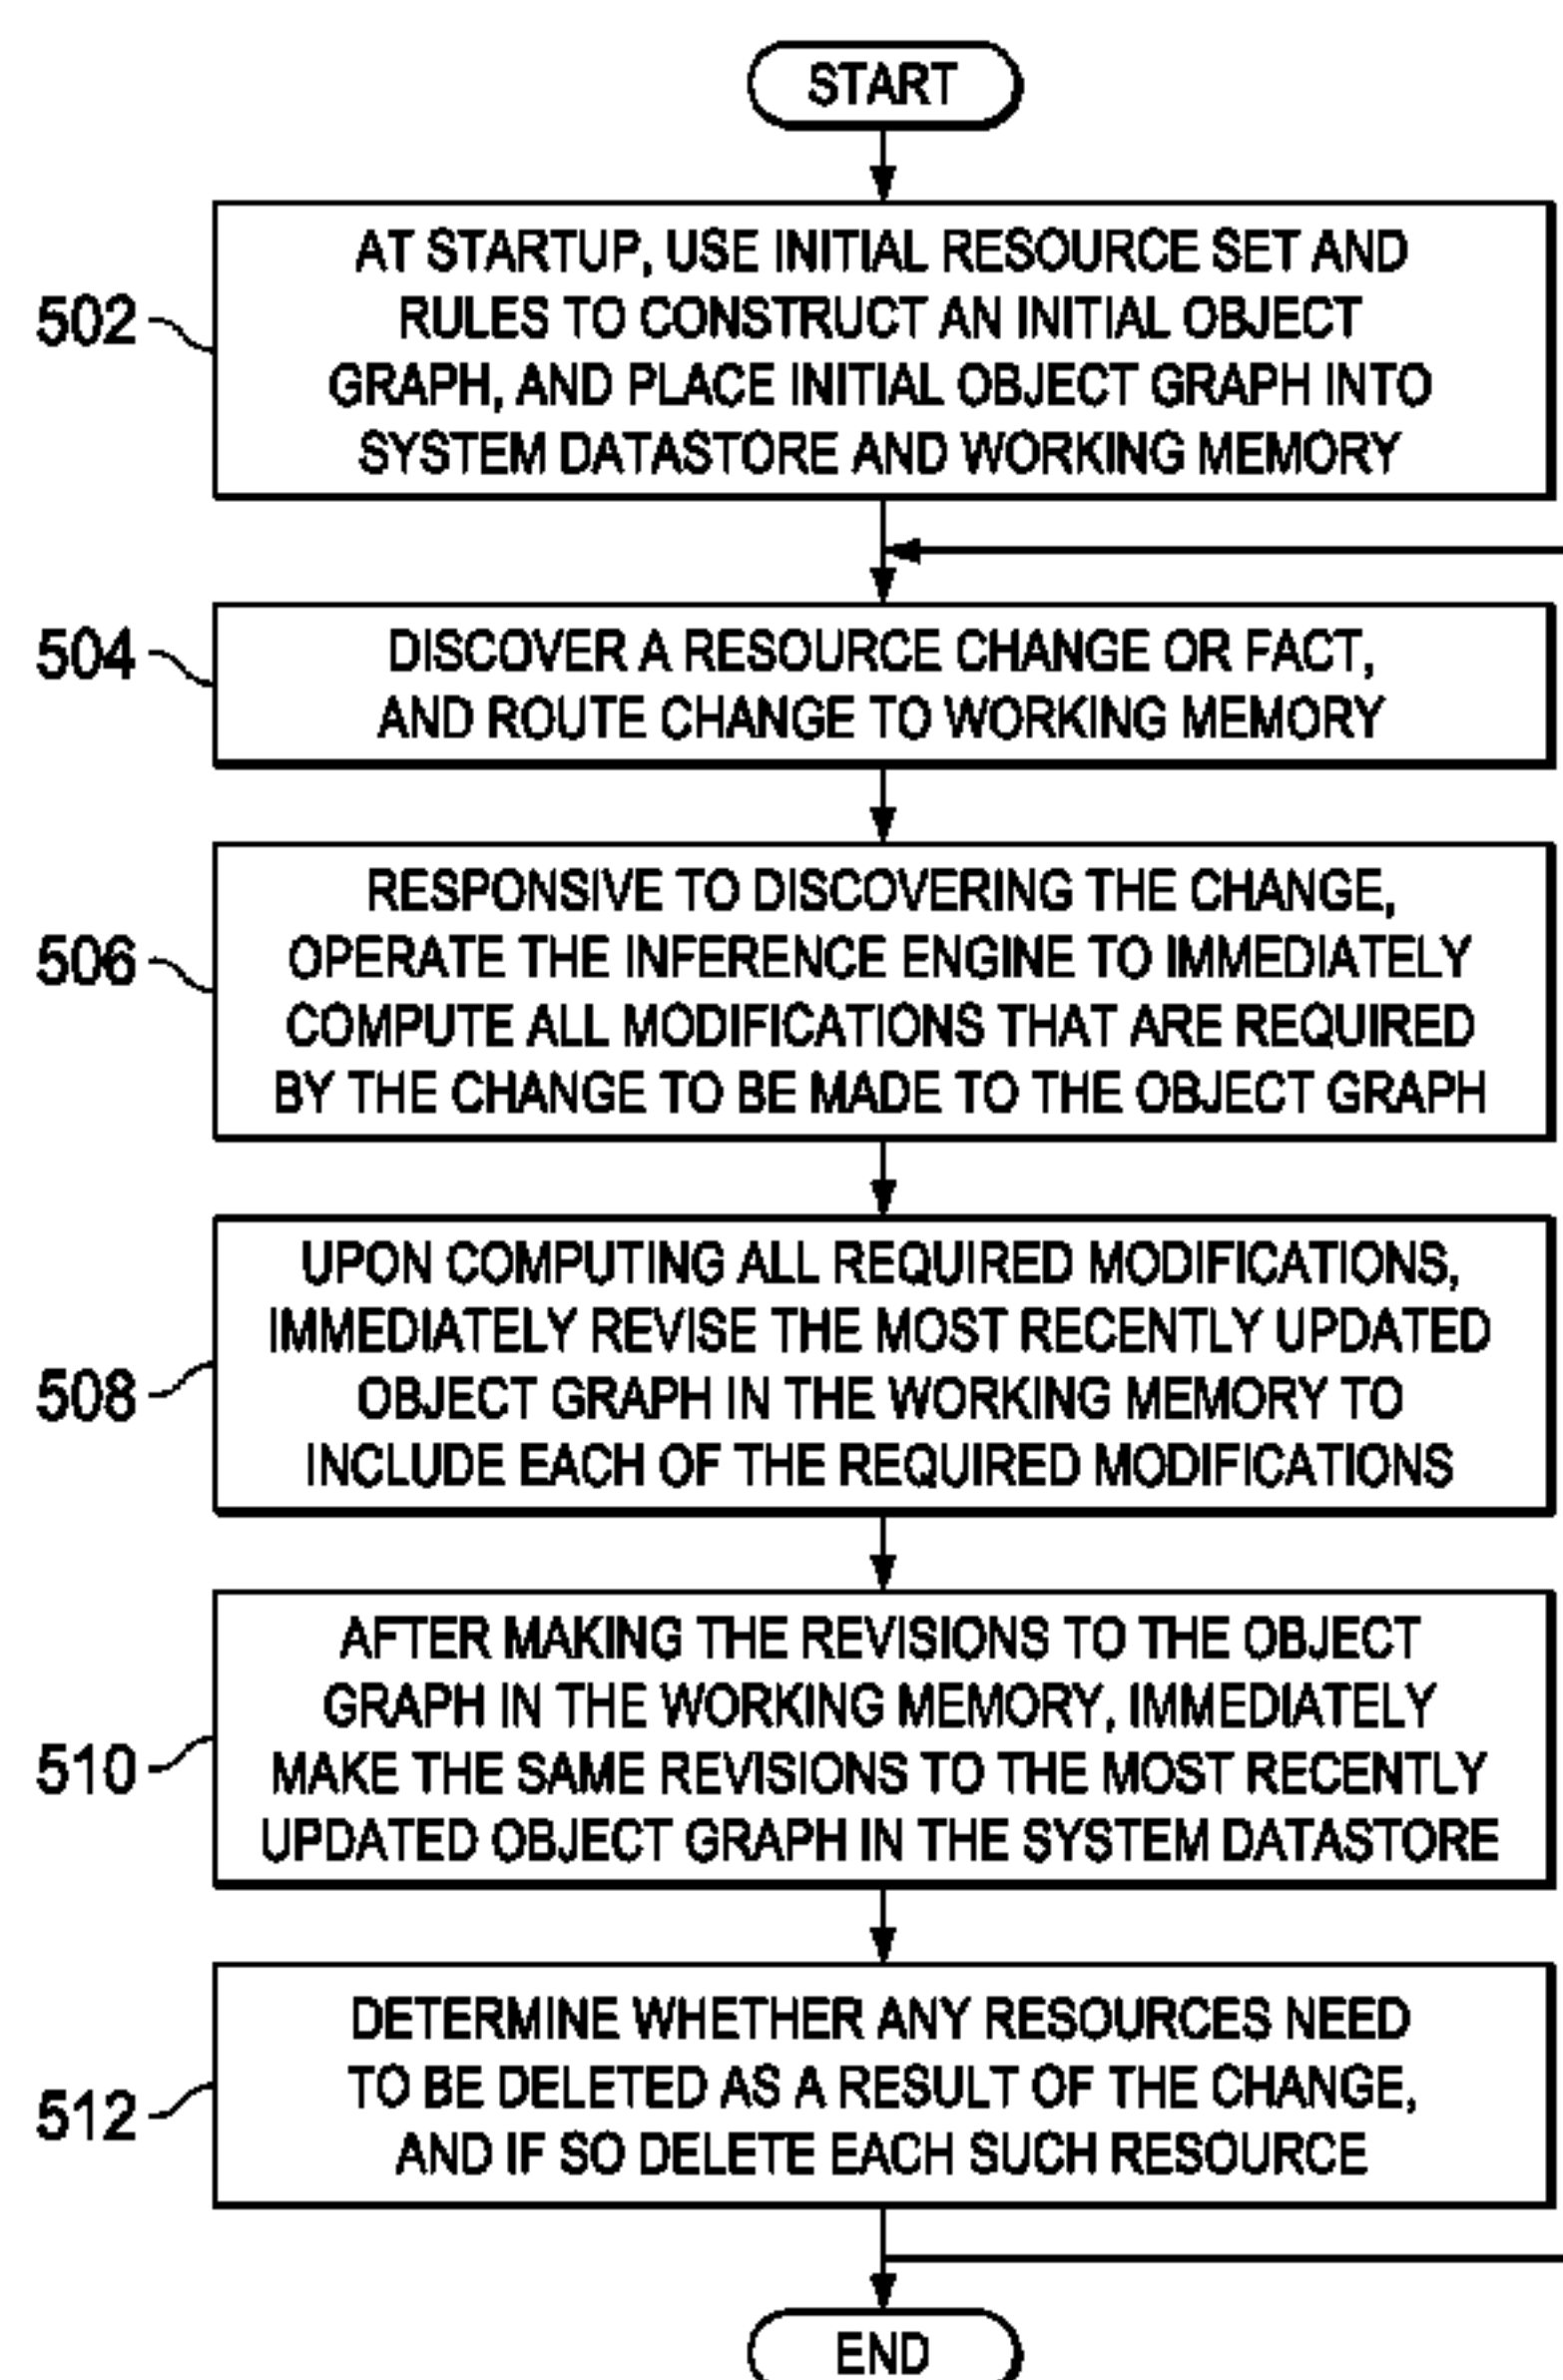 START
502
AT STARTUP, USE INITIAL RESOURCE SET AND
RULES TO CONSTRUCT AN INITIAL OBJECT
GRAPH, AND PLACE INITIAL OBJECT GRAPH INTO
SYSTEM DATASTORE AND WORKING MEMORY
504
DISCOVER A RESOURCE CHANGE OR FACT,
AND ROUTE CHANGE TO WORKING MEMORY
506
RESPONSIVE TO DISCOVERING THE CHANGE,
OPERATE THE INFERENCE ENGINE TO IMMEDIATELY
COMPUTE ALL MODIFICATIONS THAT ARE REQUIRED
BY THE CHANGE TO BE MADE TO THE OBJECT GRAPH
508
UPON COMPUTING ALL REQUIRED MODIFICATIONS,
IMMEDIATELY REVISE THE MOST RECENTLY UPDATED
OBJECT GRAPH IN THE WORKING MEMORY TO
INCLUDE EACH OF THE REQUIRED MODIFICATIONS
510
AFTER MAKING THE REVISIONS TO THE OBJECT
GRAPH IN THE WORKING MEMORY, IMMEDIATELY
MAKE THE SAME REVISIONS TO THE MOST RECENTLY
UPDATED OBJECT GRAPH IN THE SYSTEM DATASTORE
512
DETERMINE WHETHER ANY RESOURCES NEED
TO BE DELETED AS A RESULT OF THE CHANGE,
AND IF SO DELETE EACH SUCH RESOURCE
END